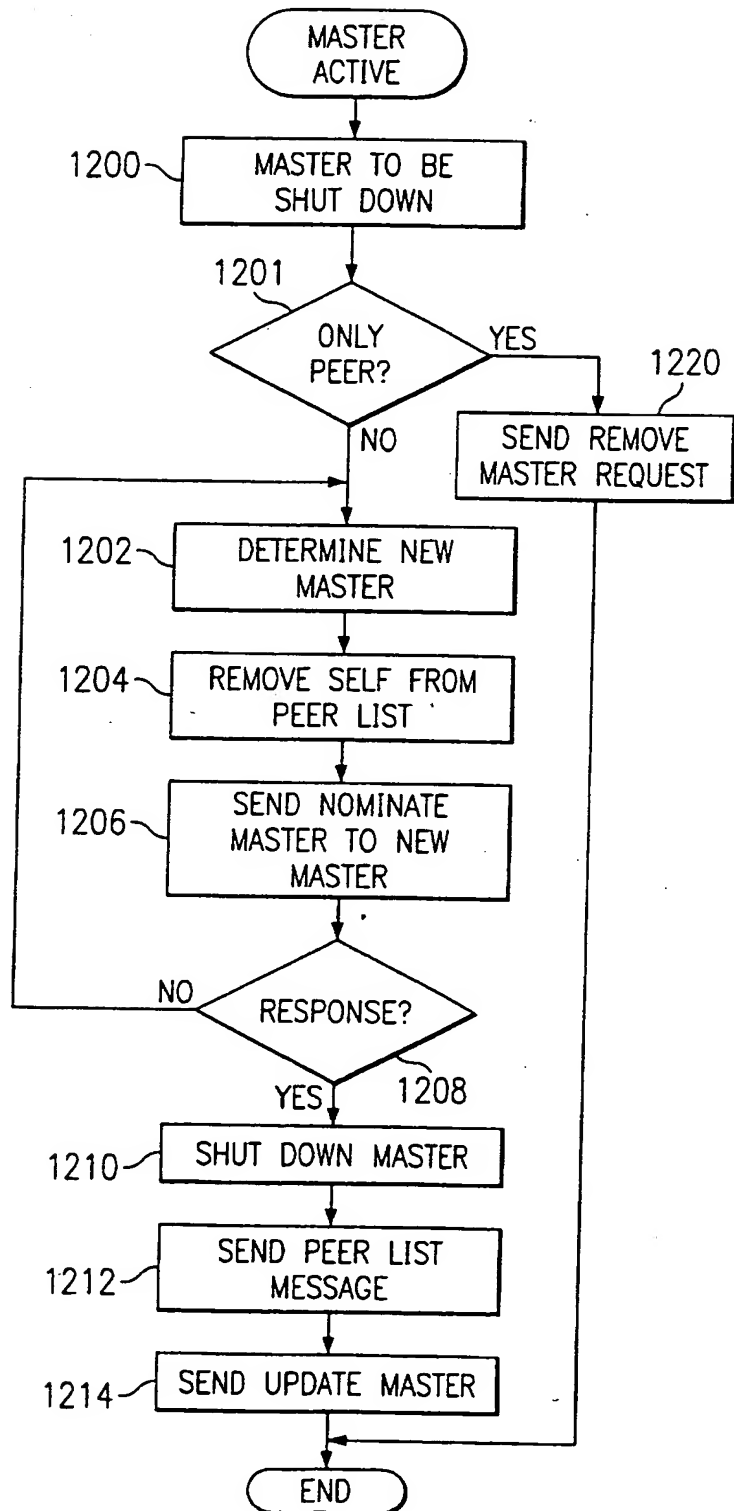 MASTER
ACTIVE
1200
MASTER TO BE
SHUT DOWN
1201
ONLY
PEER?
YES
1220
SEND REMOVE
MASTER REQUEST
NO
1202
DETERMINE NEW
MASTER
1204
REMOVE SELF FROM
PEER LIST
1206
SEND NOMINATE
MASTER TO NEW
MASTER
NO
RESPONSE?
1208
YES
1210
SHUT DOWN MASTER
1212
SEND PEER LIST
MESSAGE
1214
SEND UPDATE MASTER
END